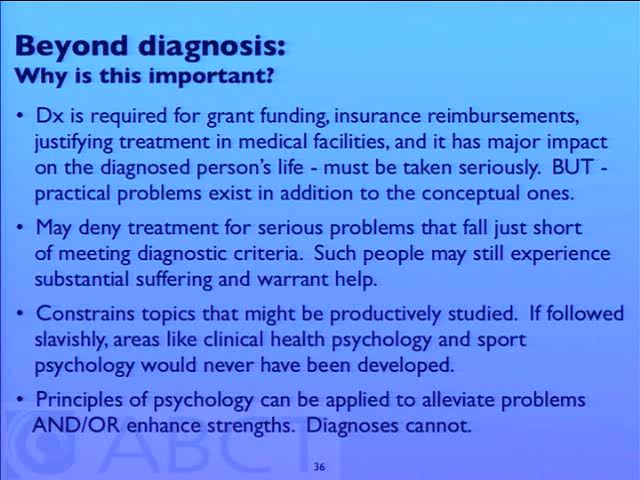 Beyond diagnosis:
Why is this important?
• Dx is required for grant funding, insurance reimbursements,
justifying treatment in medical facilities, and it has major impact
on the diagnosed person's life - must be taken seriously. BUT -
practical problems exist in addition to the conceptual ones.
• May deny treatment for serious problems that fall just short
of meeting diagnostic criteria. Such people may still experience
substantial suffering and warrant help.
• Constrains topics that might be productively studied. If followed
slavishly, areas like clinical health psychology and sport
psychology would never have been developed.
• Principles of psychology can be applied to alleviate problems
AND/OR enhance strengths. Diagnoses cannot.
ABCT
36